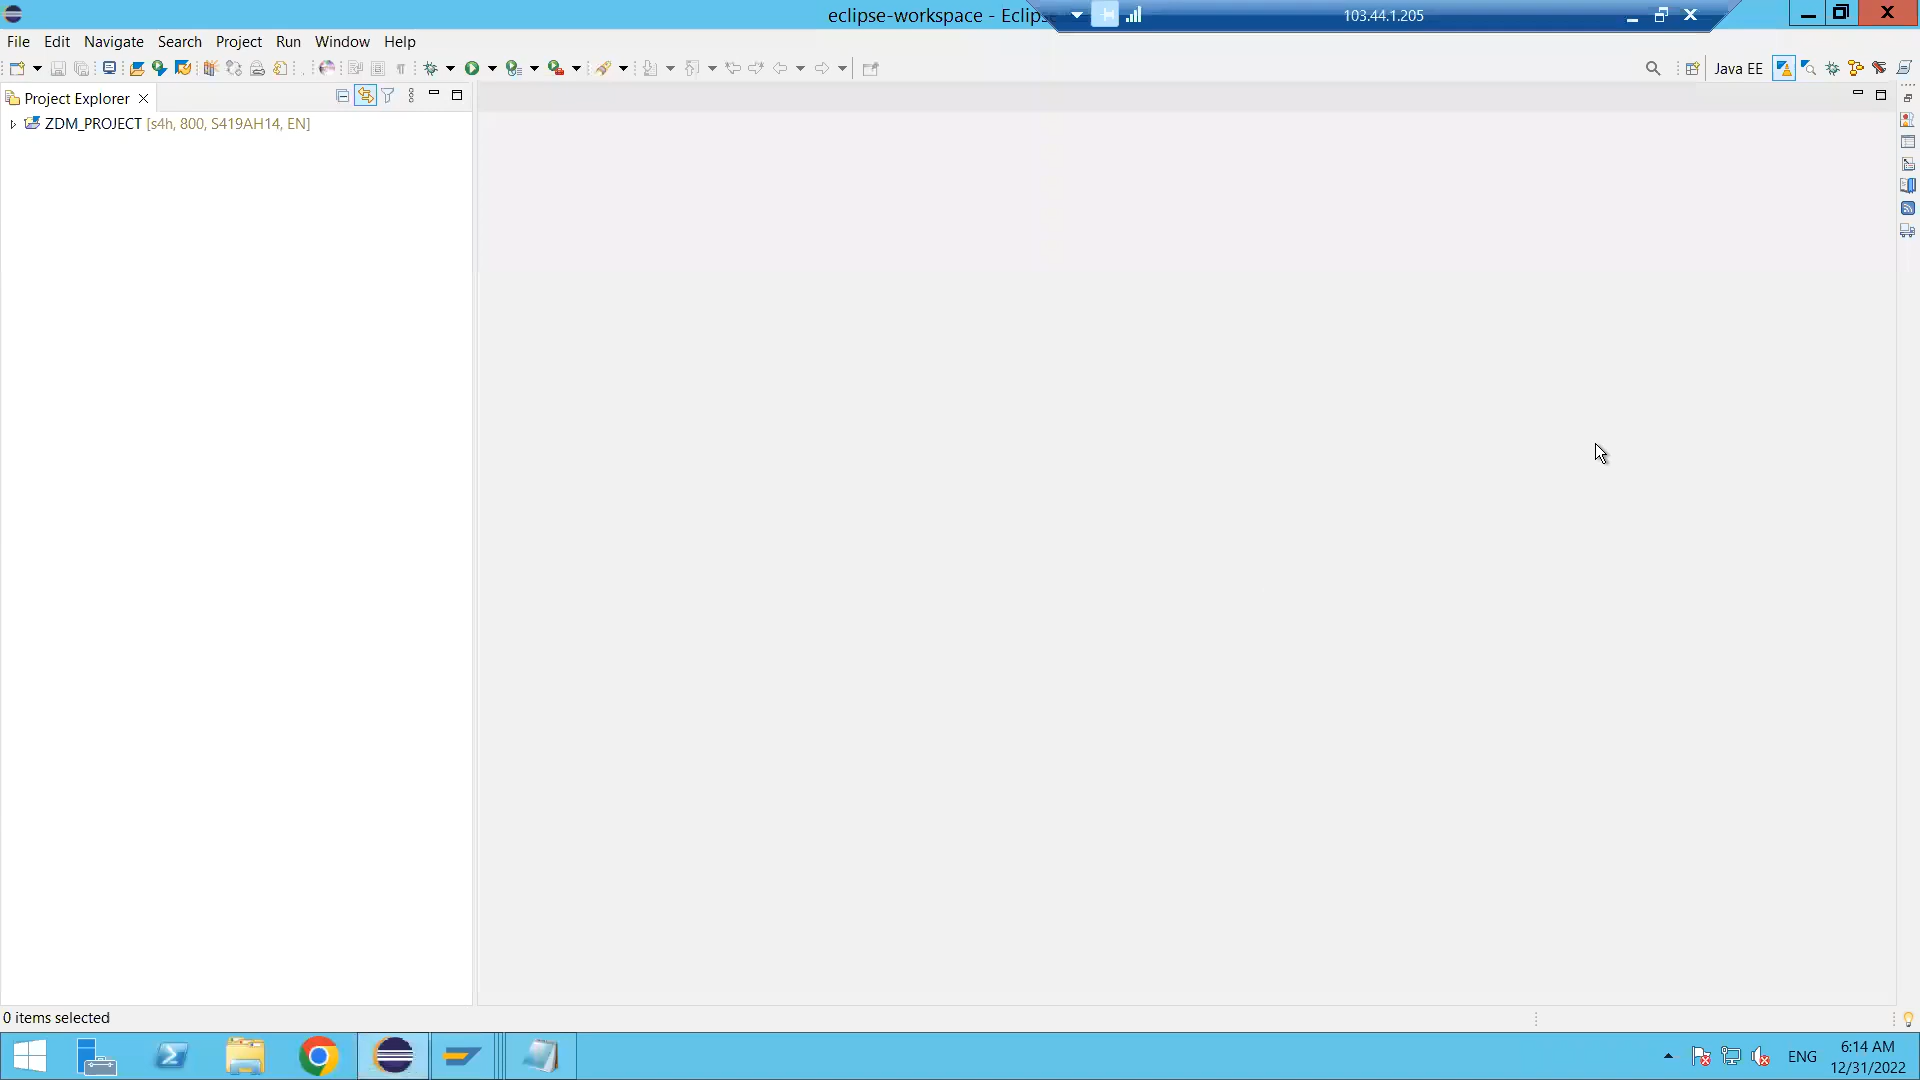 eclipse-workspace - Eclips
103.44.1.205
File Edit Navigate Search Project Run Window Help
Java EE
Project Explorer
ZDM_PROJECT [s4h, 800, S419AH14, EN]
0 items selected
ENG
6:14 AM
12/31/2022